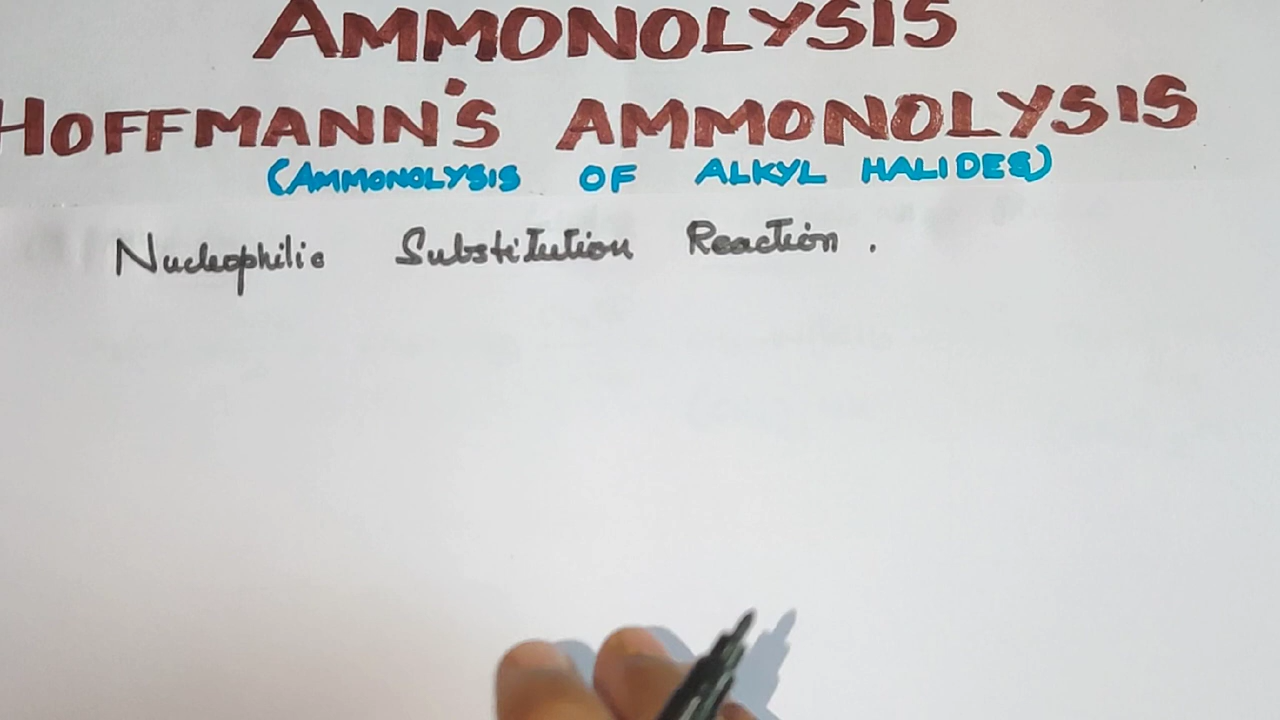 AMMONOLYSIS
HOFFMANN'S AMMONOLYSIS
(AMMONOLYSIS OF ALKYL HALIDES)
Nucleophilic Substitution Reaction .